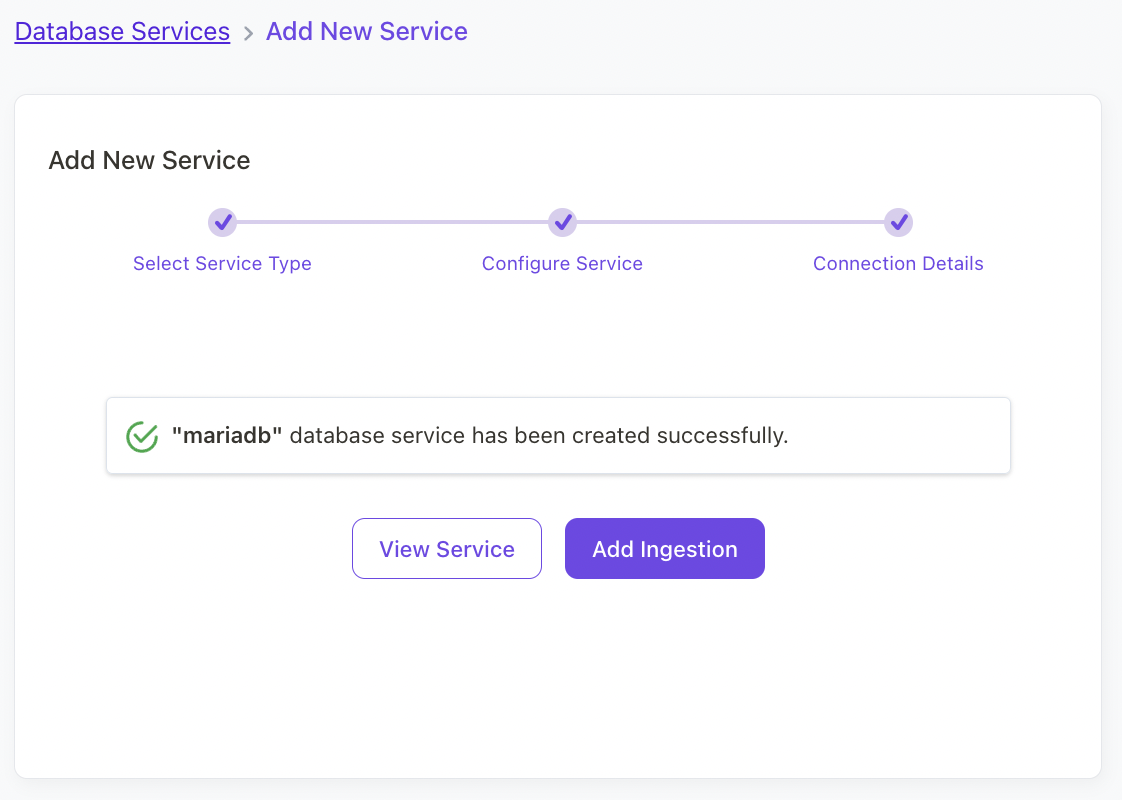 Database Services > Add New Service
Add New Service
Select Service Type Configure Service Connection Details
"mariadb" database service has been created successfully.
View Service Add Ingestion